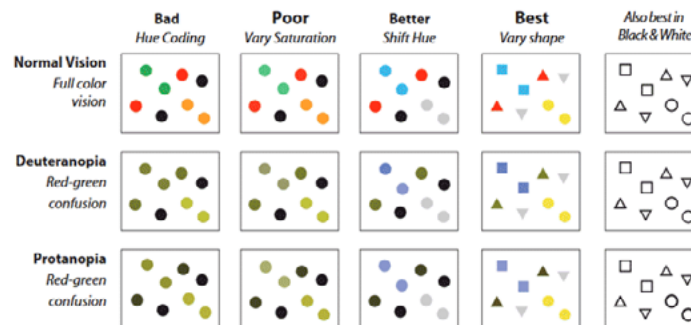 Bad
Hue Coding
Poor
Vary Saturation
Better
Shift Hue
Best
Vary shape
Also best in
Black & White
Normal Vision
Full color
vision
Deuteranopia
Red-green
confusion
Protanopia
Red-green
confusion